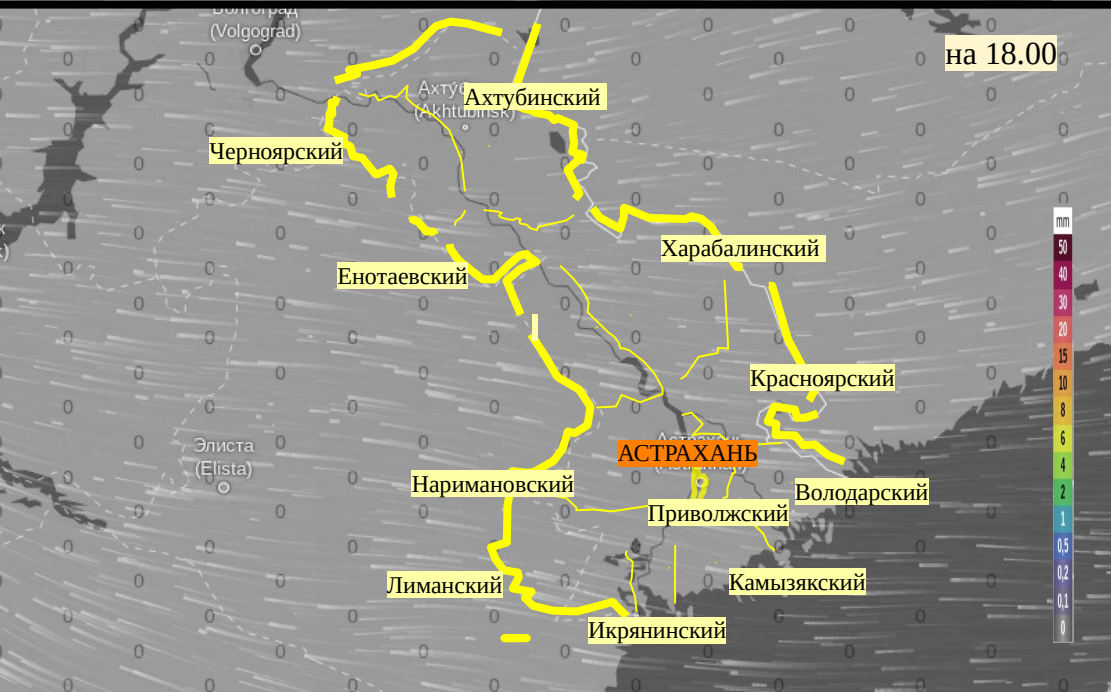 Волгоград
(Volgograd)
на 18.00
Ахтубинский
(Akhtubinsk)
Черноярский
mm
50
40
30
20
15
10
8
6
4
2
1
0,5
0,2
0,1
0
Харабалинский
Енотаевский
Красноярский
Элиста
(Elista)
АСТРАХАНЬ
Наримановский
Володарский
Приволжский
Лиманский
Камызякский
Икрянинский